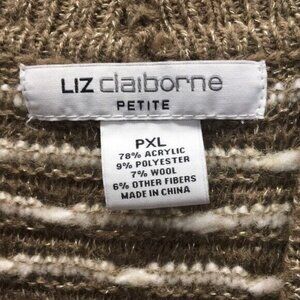 LIZ claiborne
PETITE
PXL
78% ACRYLIC
9% POLYESTER
7% WOOL
6% OTHER FIBERS
MADE IN CHINA